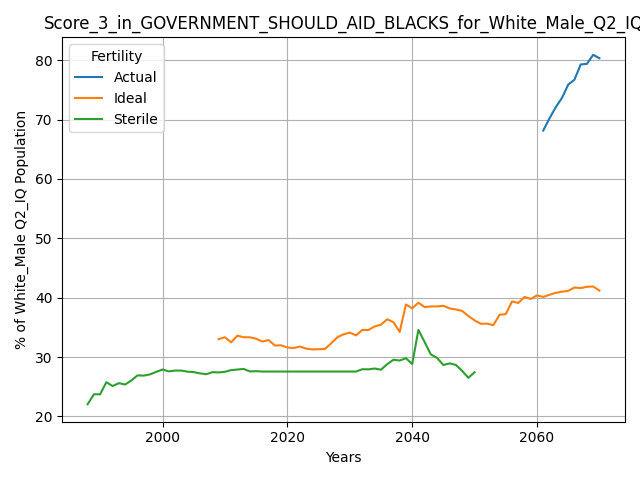 Score_3_in_GOVERNMENT_SHOULD_AID_BLACKS_for_White_Male_Q2_IQ
Fertility
Actual
Ideal
Sterile
% of White_Male Q2_IQ Population
80
70
60
50
40
30
20
2000
2020
2040
2060
Years